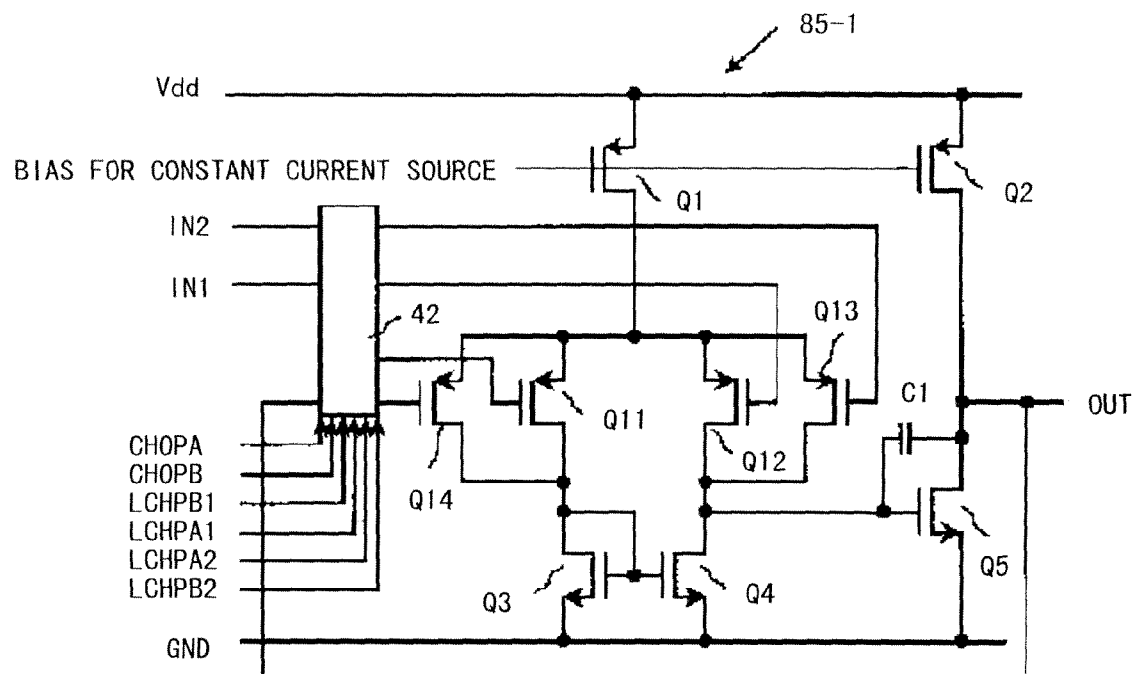 85-1
Vdd
BIAS FOR CONSTANT CURRENT SOURCE
Q1
Q2
IN2
IN1
42
Q13
C1
OUT
Q11
Q12
Q14
CHOPA
CHOPB
LCHPB1
LCHPA1
LCHPA2
LCHPB2
Q3
Q4
Q5
GND